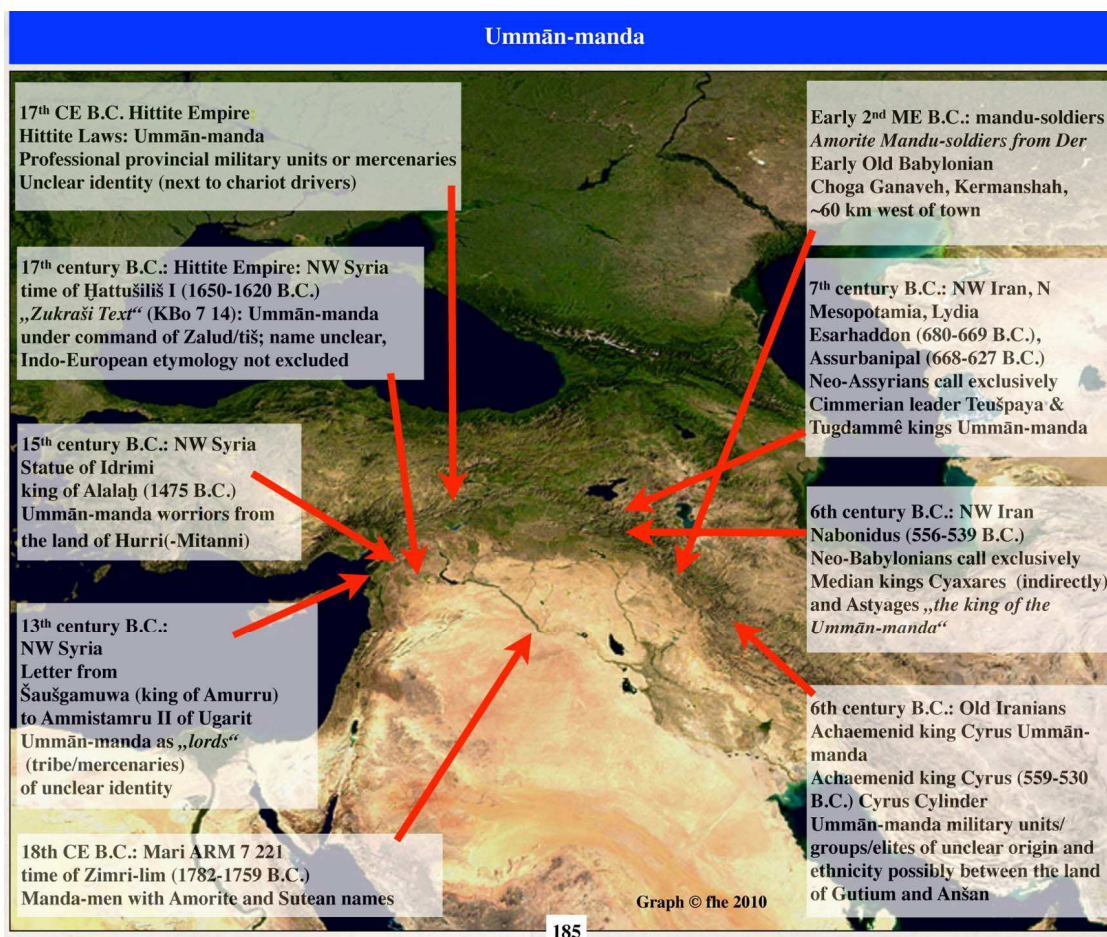 Ummān-manda
17th CE B.C. Hittite Empire:
Hittite Laws: Ummān-manda
Professional provincial military units or mercenaries
Unclear identity (next to chariot drivers)
17th century B.C.: Hittite Empire: NW Syria
time of Ḫattušiliš I (1650-1620 B.C.)
„Zukraši Text“ (KBo 7 14): Ummān-manda
under command of Zalud/tiš; name unclear,
Indo-European etymology not excluded
15th century B.C.: NW Syria
Statue of Idrimi
king of Alalaḫ (1475 B.C.)
Ummān-manda worriors from
the land of Hurri(-Mitanni)
13th century B.C.:
NW Syria
Letter from
Šaušgamuwa (king of Amurru)
to Ammistamru II of Ugarit
Ummān-manda as „lords“
(tribe/mercenaries)
of unclear identity
18th CE B.C.: Mari ARM 7 221
time of Zimri-lim (1782-1759 B.C.)
Manda-men with Amorite and Sutean names
Early 2nd ME B.C.: mandu-soldiers
Amorite Mandu-soldiers from Der
Early Old Babylonian
Choga Ganaveh, Kermanshah,
~60 km west of town
7th century B.C.: NW Iran, N
Mesopotamia, Lydia
Esarhaddon (680-669 B.C.),
Assurbanipal (668-627 B.C.)
Neo-Assyrians call exclusively
Cimmerian leader Teušpaya &
Tugdammê kings Ummān-manda
6th century B.C.: NW Iran
Nabonidus (556-539 B.C.)
Neo-Babylonians call exclusively
Median kings Cyaxares (indirectly)
and Astyages „the king of the
Ummān-manda“
6th century B.C.: Old Iranians
Achaemenid king Cyrus Ummān-
manda
Achaemenid king Cyrus (559-530
B.C.) Cyrus Cylinder
Ummān-manda military units/
groups/elites of unclear origin and
ethnicity possibly between the land
of Gutium and Anšan
Graph © fhe 2010
185